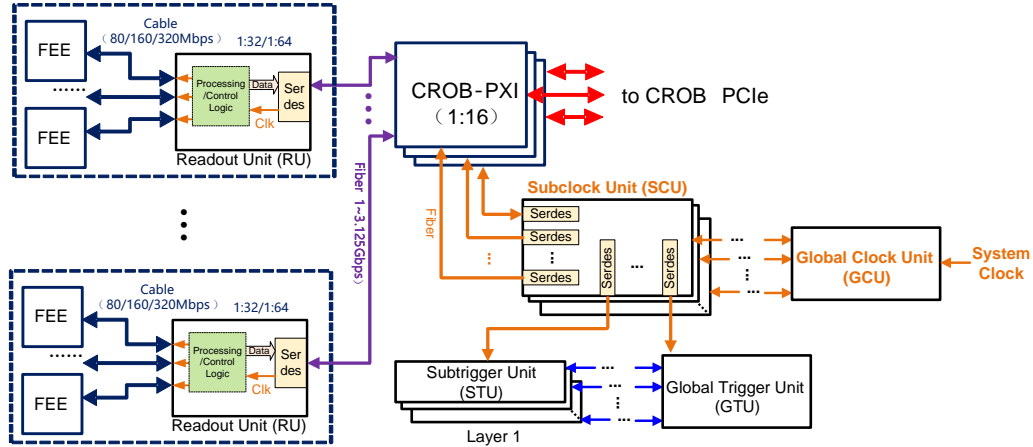 Cable
（80/160/320Mbps）
1:32/1:64
FEE
......
FEE
Processing
/Control
Logic
Data
Clk
Ser
des
Readout Unit (RU)
Cable
（80/160/320Mbps）
1:32/1:64
FEE
......
FEE
Processing
/Control
Logic
Data
Clk
Ser
des
Readout Unit (RU)
Fiber 1~3.125Gbps）
CROB-PXI
（1:16）
to CROB PCIe
Fiber
Subclock Unit (SCU)
Serdes
Serdes
Serdes
Serdes
...
Serdes
Global Clock Unit
(GCU)
System
Clock
Subtrigger Unit
(STU)
Layer 1
Global Trigger Unit
(GTU)